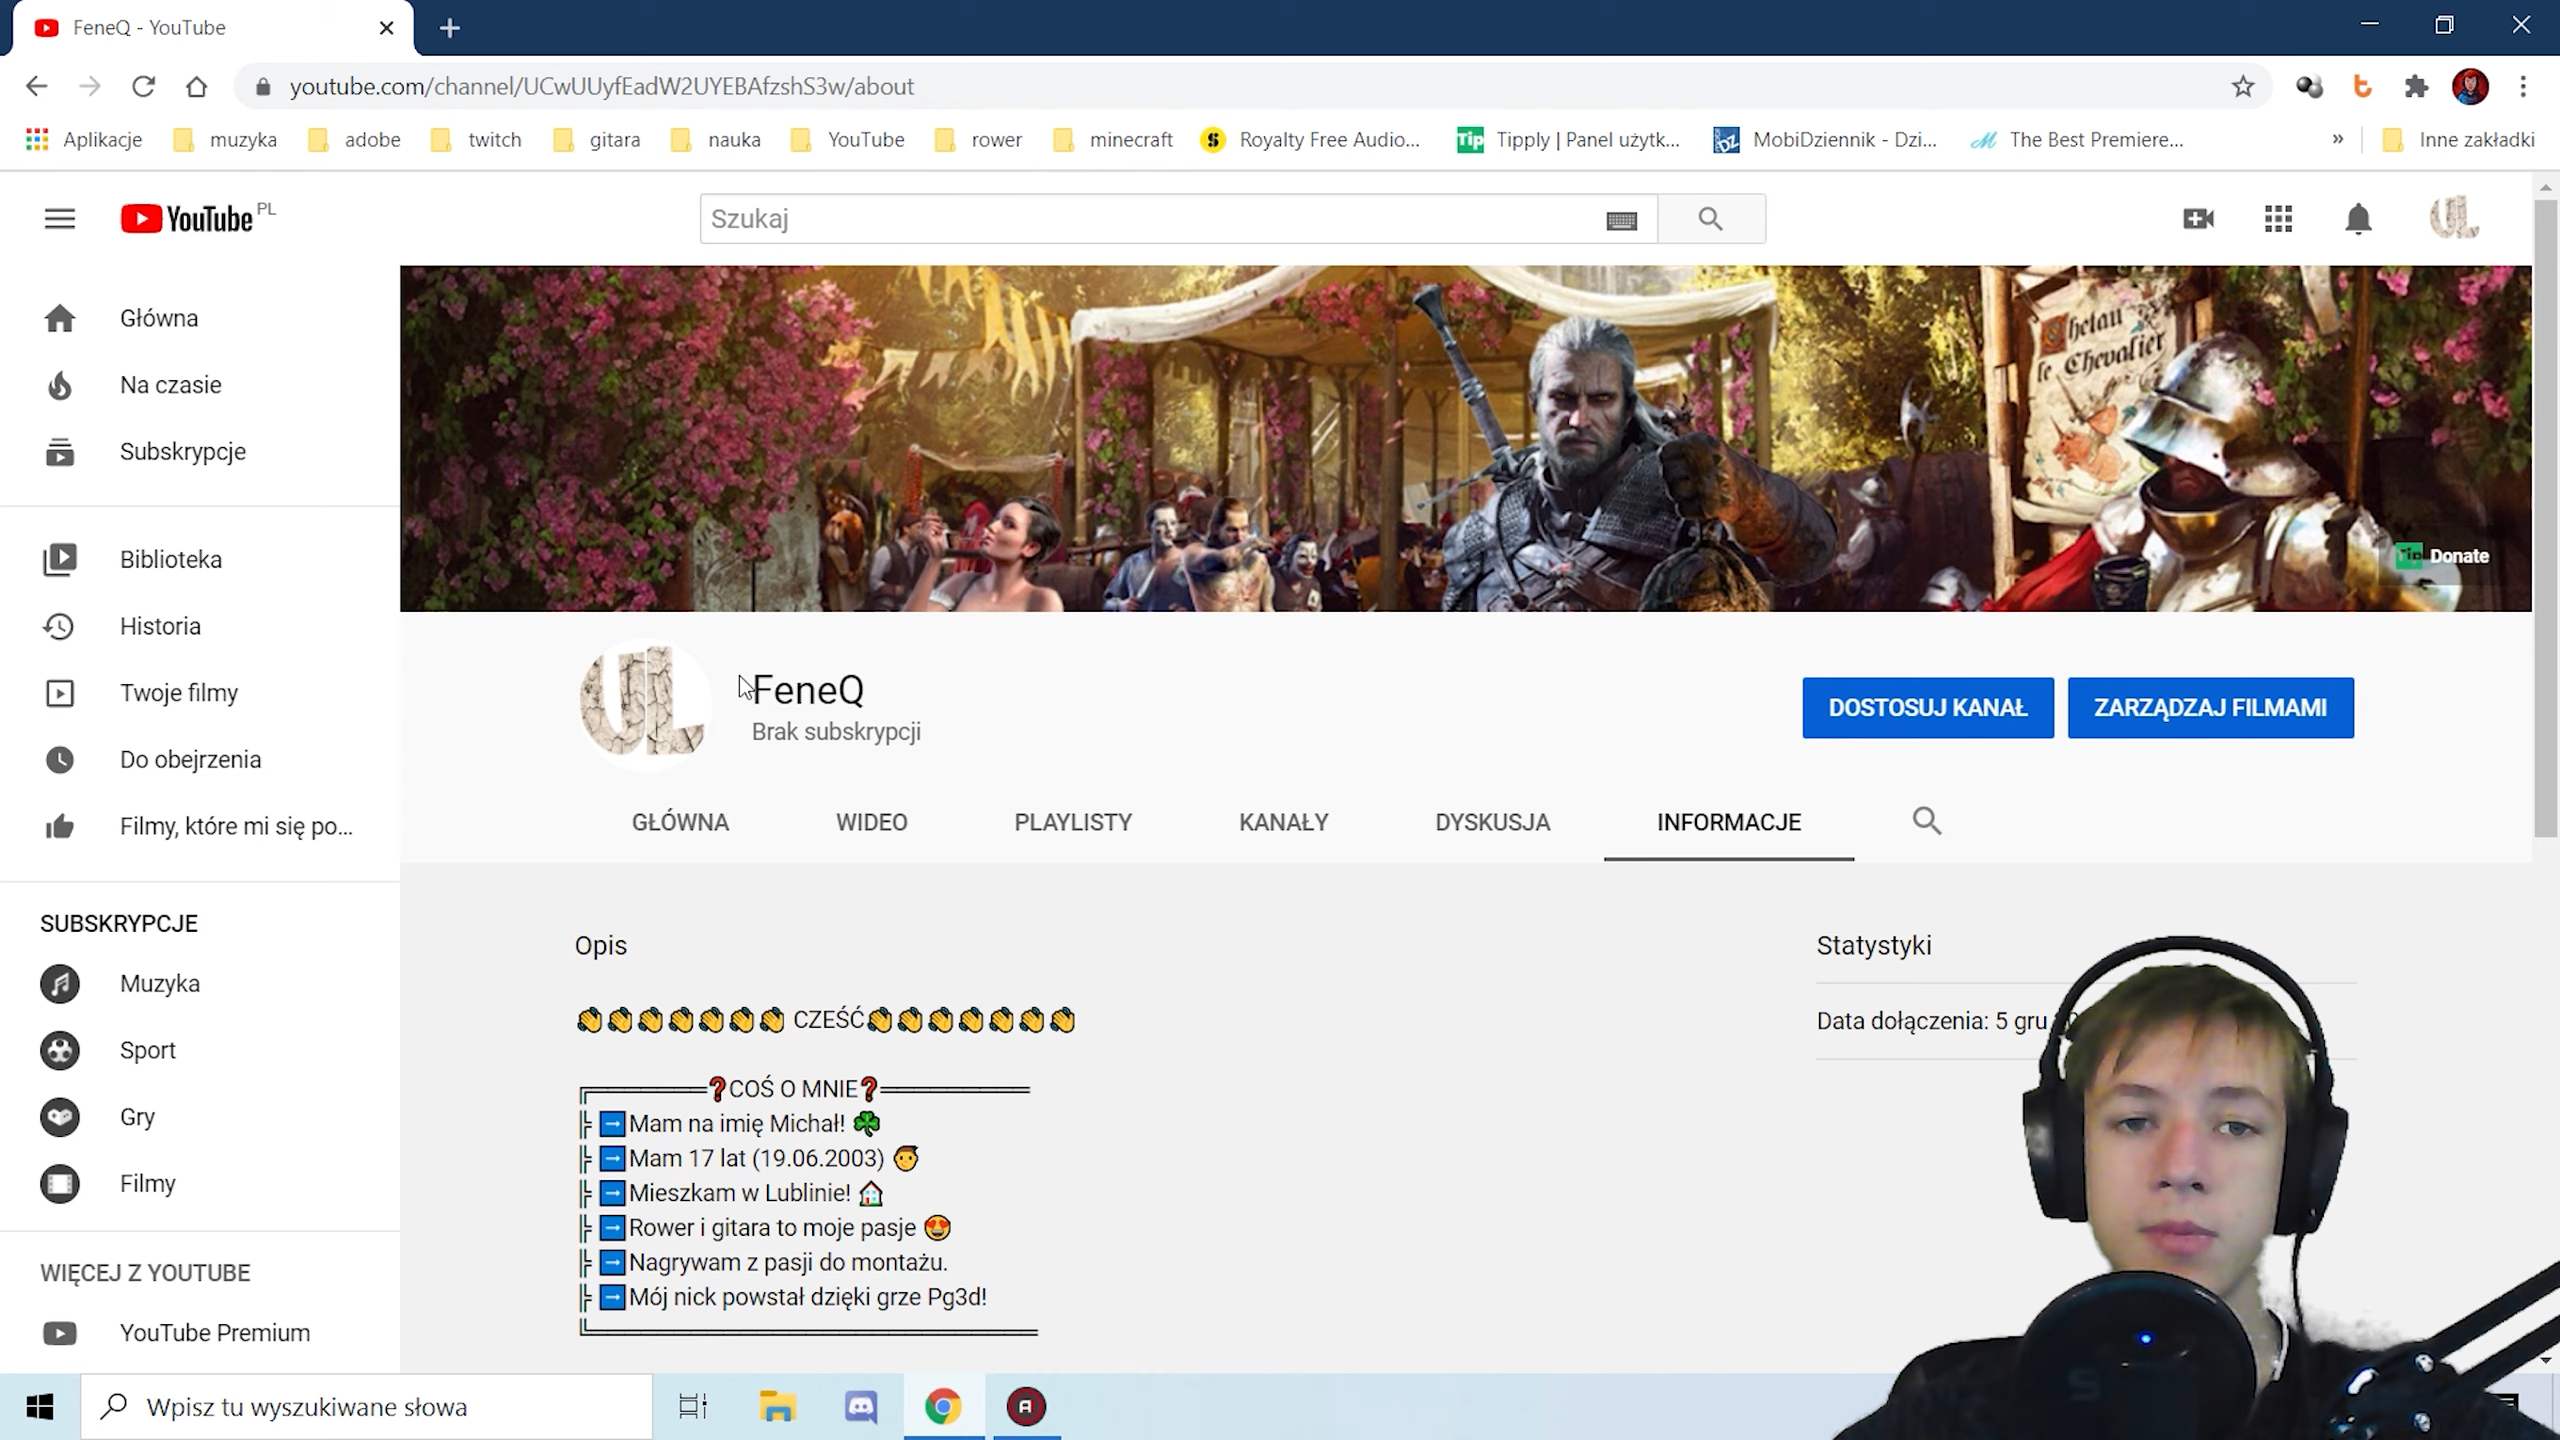 FeneQ - YouTube
youtube.com/channel/UCwUUyfEadW2UYEBAfzshS3w/about
Aplikacje muzyka adobe twitch gitara nauka YouTube rower minecraft Royalty Free Audio... Tipply | Panel użytk... MobiDziennik - Dzi... The Best Premiere... » Inne zakładki
YouTube PL
Szukaj
UL
Główna
Na czasie
Subskrypcje
Biblioteka
Historia
Twoje filmy
Do obejrzenia
Filmy, które mi się po...
SUBSKRYPCJE
Muzyka
Sport
Gry
Filmy
WIĘCEJ Z YOUTUBE
YouTube Premium
le Chevalier
Tip Donate
UL
FeneQ
Brak subskrypcji
DOSTOSUJ KANAŁ ZARZĄDZAJ FILMAMI
GŁÓWNA WIDEO PLAYLISTY KANAŁY DYSKUSJA INFORMACJE
Opis
👏👏👏👏👏👏👏 CZEŚĆ👏👏👏👏👏👏👏
╔════════❓COŚ O MNIE❓═════════
╠ ➡️Mam na imię Michał! ☘️
╠ ➡️Mam 17 lat (19.06.2003) 👦
╠ ➡️Mieszkam w Lublinie! 🏠
╠ ➡️Rower i gitara to moje pasje 😍
╠ ➡️Nagrywam z pasji do montażu.
╠ ➡️Mój nick powstał dzięki grze Pg3d!
╚═════════════════════════════
Statystyki
Data dołączenia: 5 gru
Wpisz tu wyszukiwane słowa